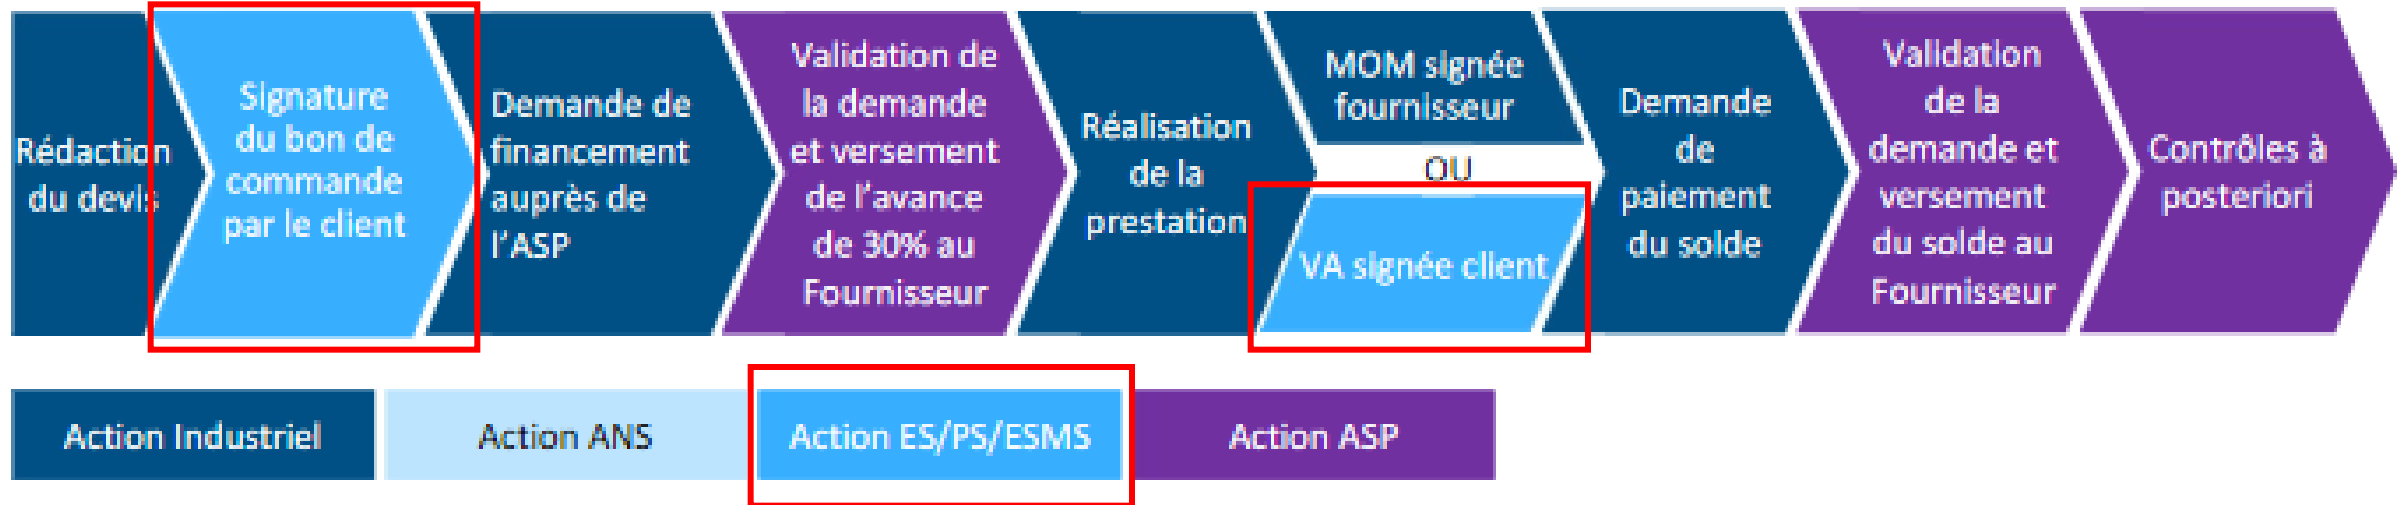 Rédaction
du devis
Signature
du bon de
commande
par le client
Demande de
financement
auprès de
l'ASP
Validation de
la demande
et versement
de l'avance
de 30% au
Fournisseur
Réalisation
de la
prestation
MOM signée
fournisseur
OU
VA signée client
Demande
de
paiement
du solde
Validation
de la
demande et
versement
du solde au
Fournisseur
Contrôles à
posteriori
Action Industriel
Action ANS
Action ES/PS/ESMS
Action ASP